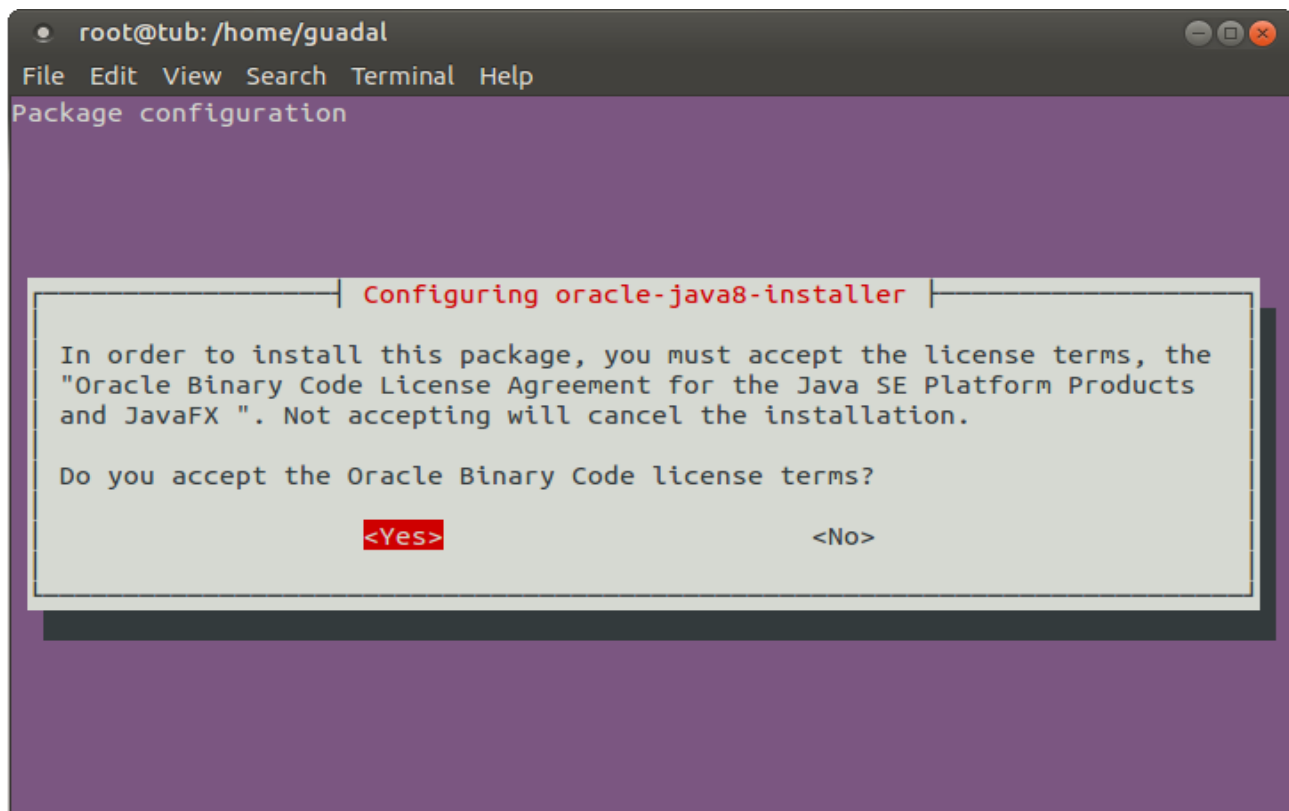 root@tub: /home/guadal
File Edit View Search Terminal Help
Package configuration
Configuring oracle-java8-installer
In order to install this package, you must accept the license terms, the
"Oracle Binary Code License Agreement for the Java SE Platform Products
and JavaFX ". Not accepting will cancel the installation.
Do you accept the Oracle Binary Code license terms?
<Yes> <No>